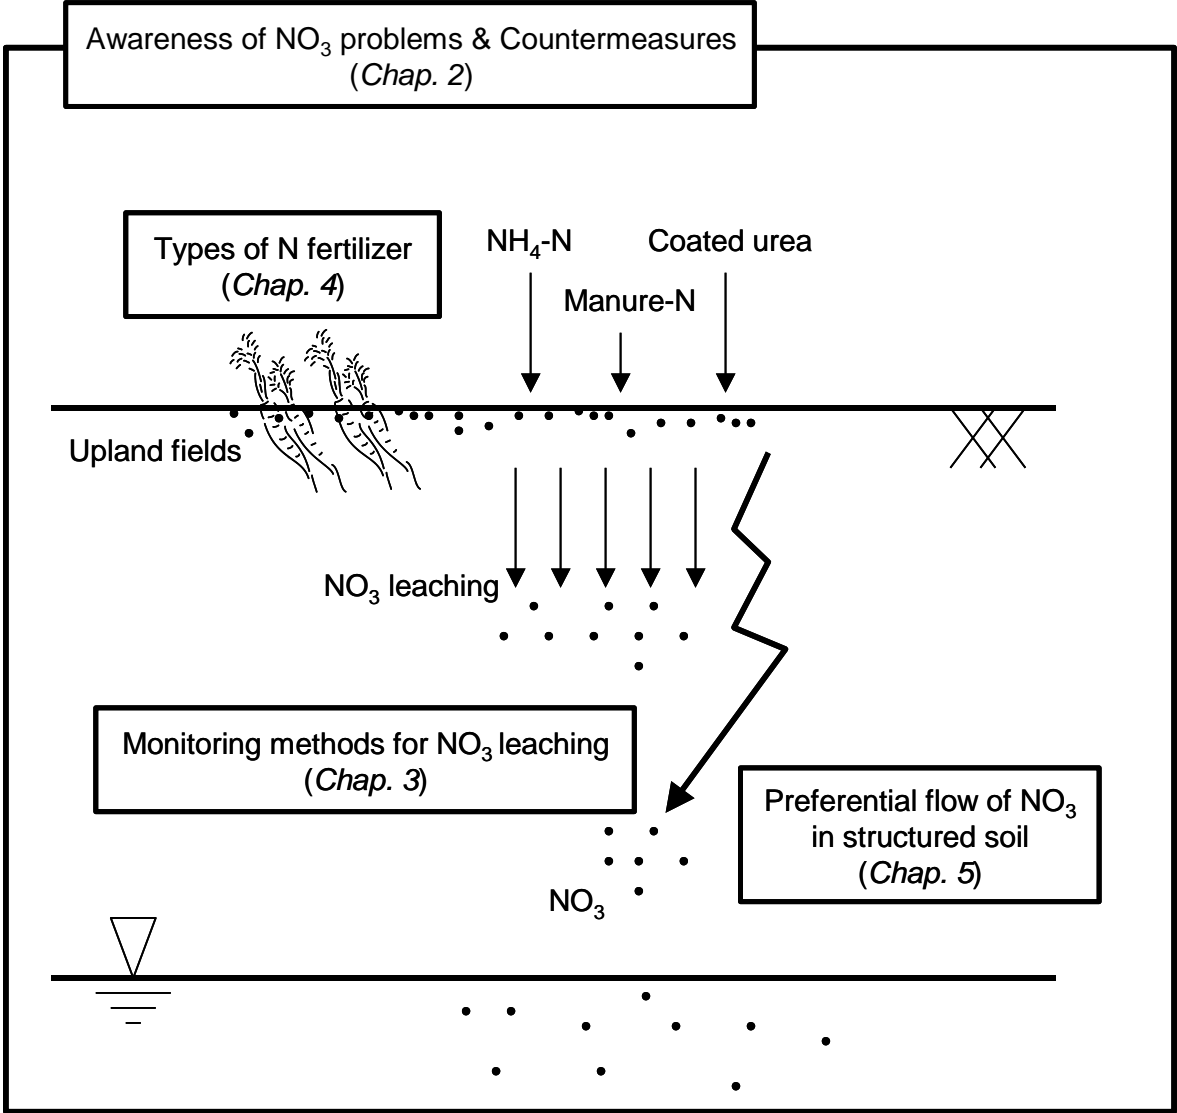 Awareness of NO₃ problems & Countermeasures
(Chap. 2)
Types of N fertilizer
(Chap. 4)
NH₄-N
Coated urea
Manure-N
Upland fields
NO₃ leaching
Monitoring methods for NO₃ leaching
(Chap. 3)
Preferential flow of NO₃
in structured soil
(Chap. 5)
NO₃